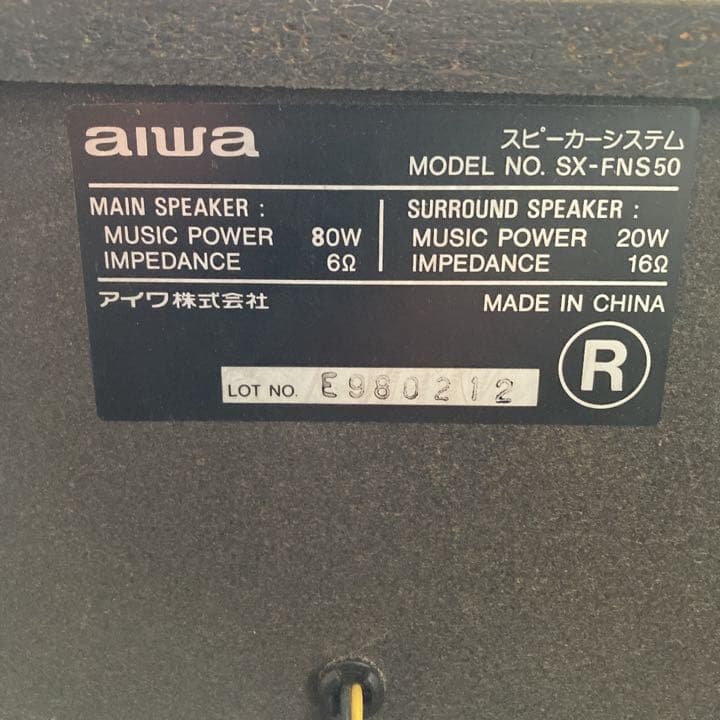 aiwa
スピーカーシステム
MODEL NO. SX-FNS50
MAIN SPEAKER :
MUSIC POWER 80W
IMPEDANCE 6Ω
SURROUND SPEAKER :
MUSIC POWER 20W
IMPEDANCE 16Ω
アイワ株式会社
MADE IN CHINA
R
LOT NO. E980212